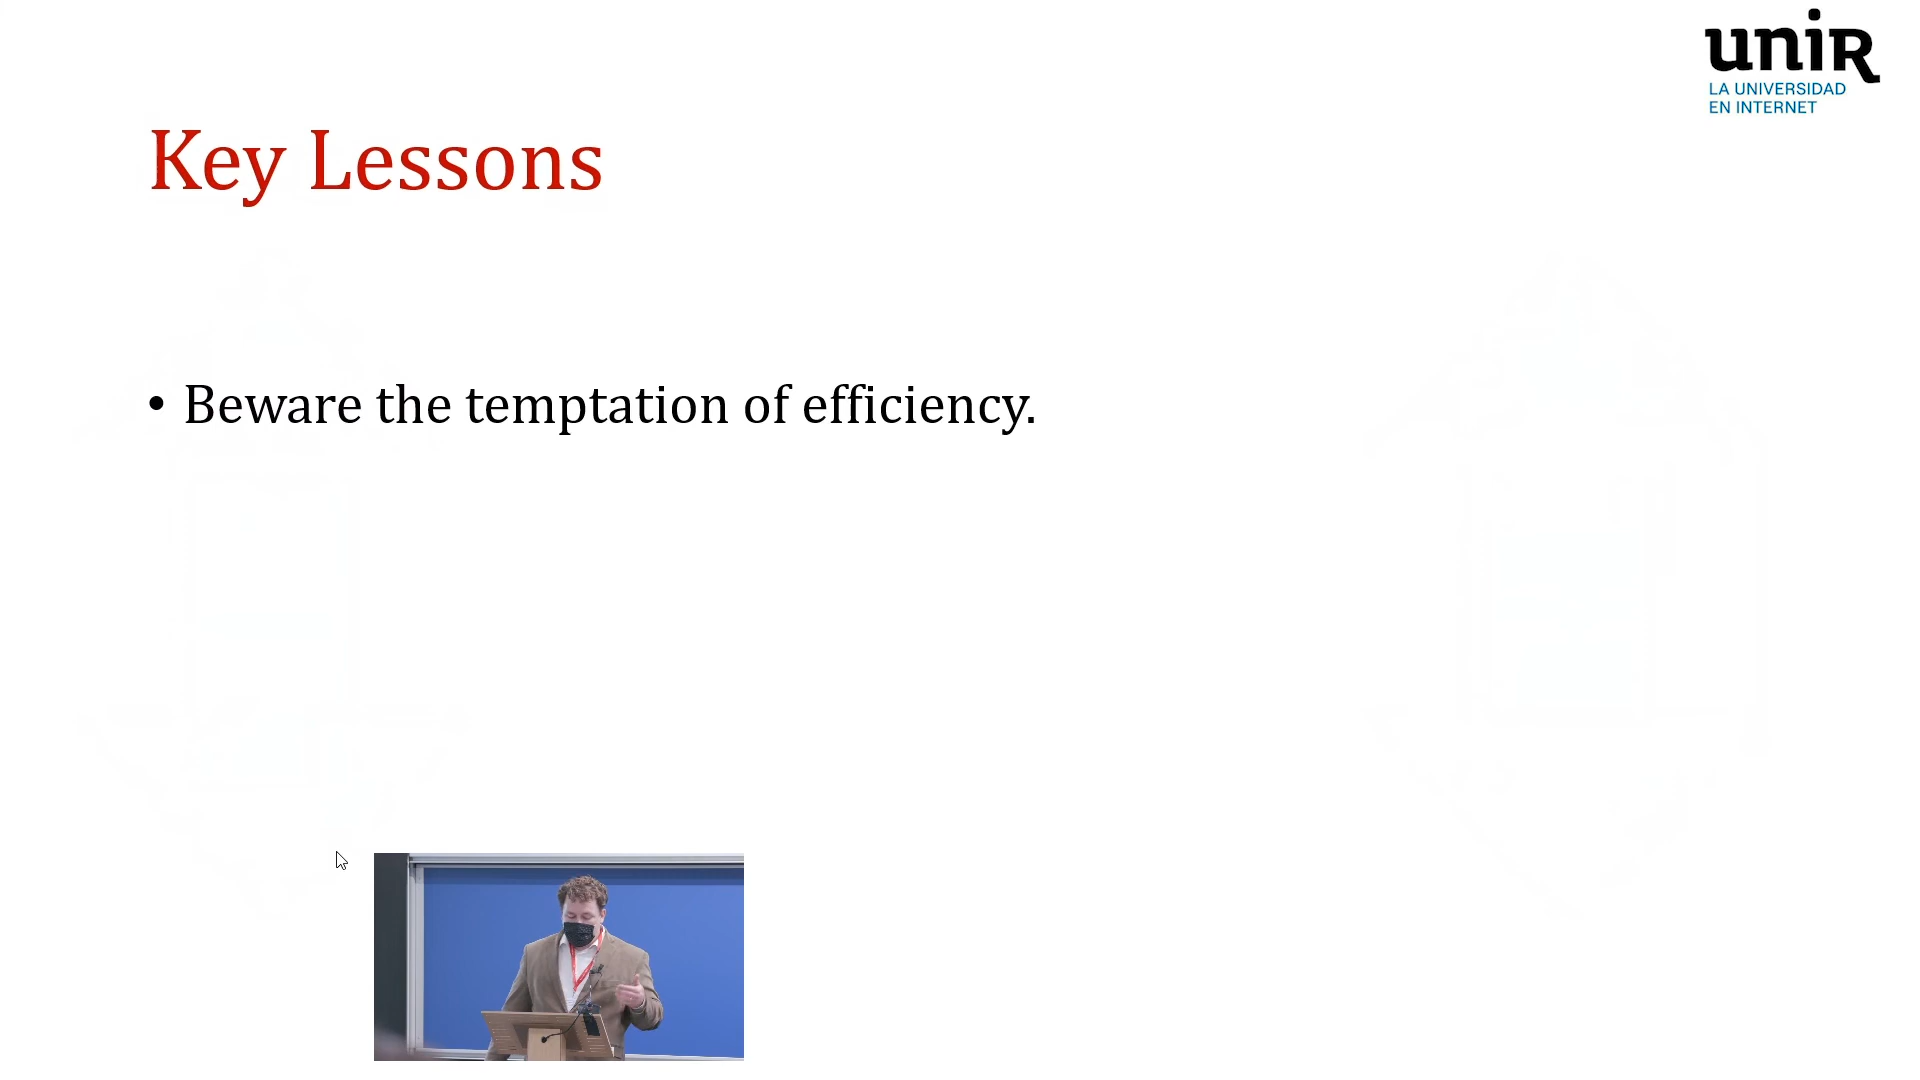 uniR
LA UNIVERSIDAD
EN INTERNET
Key Lessons
• Beware the temptation of efficiency.